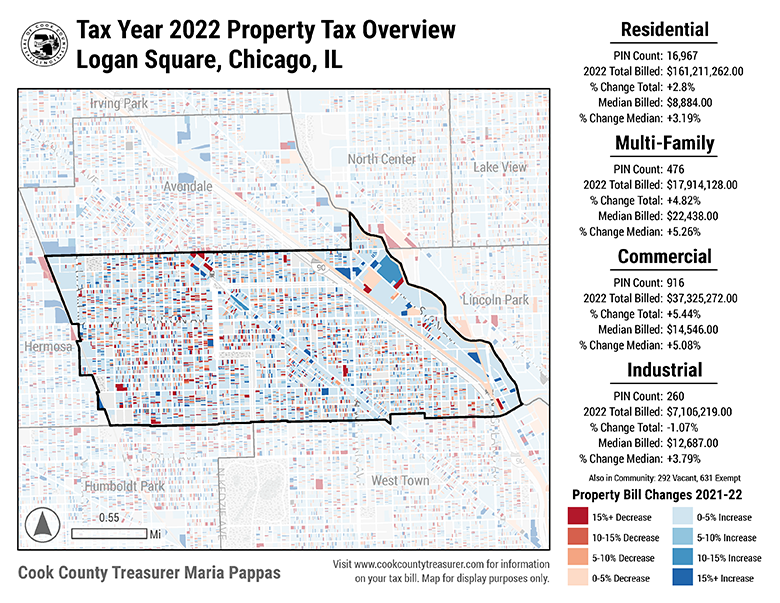 Tax Year 2022 Property Tax Overview
Logan Square, Chicago, IL
Irving Park
North Center
Lake View
Avondale
90
Lincoln Park
Hermosa
Humboldt Park
West Town
0.55
Mi
Cook County Treasurer Maria Pappas
Visit www.cookcountytreasurer.com for information
on your tax bill. Map for display purposes only.
Residential
PIN Count: 16,967
2022 Total Billed: $161,211,262.00
% Change Total: +2.8%
Median Billed: $8,884.00
% Change Median: +3.19%
Multi-Family
PIN Count: 476
2022 Total Billed: $17,914,128.00
% Change Total: +4.82%
Median Billed: $22,438.00
% Change Median: +5.26%
Commercial
PIN Count: 916
2022 Total Billed: $37,325,272.00
% Change Total: +5.44%
Median Billed: $14,546.00
% Change Median: +5.08%
Industrial
PIN Count: 260
2022 Total Billed: $7,106,219.00
% Change Total: -1.07%
Median Billed: $12,687.00
% Change Median: +3.79%
Also in Community: 292 Vacant, 631 Exempt
Property Bill Changes 2021-22
15%+ Decrease
10-15% Decrease
5-10% Decrease
0-5% Decrease
0-5% Increase
5-10% Increase
10-15% Increase
15%+ Increase